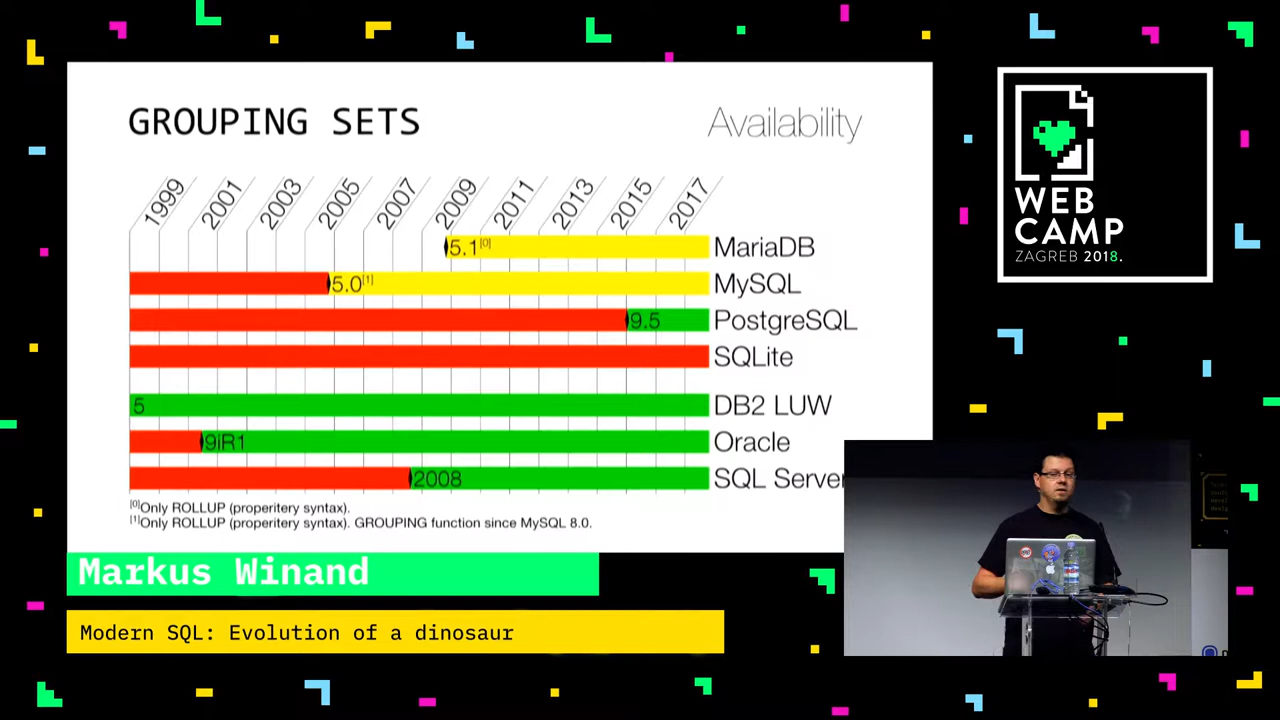 GROUPING SETS
Availability
1999
2001
2003
2005
2007
2009
2011
2013
2015
2017
5.1[0] MariaDB
5.0[1] MySQL
9.5 PostgreSQL
SQLite
5 DB2 LUW
9iR1 Oracle
2008 SQL Server
[0]Only ROLLUP (properitery syntax).
[1]Only ROLLUP (properitery syntax). GROUPING function since MySQL 8.0.
WEB
CAMP
ZAGREB 2018.
Markus Winand
Modern SQL: Evolution of a dinosaur